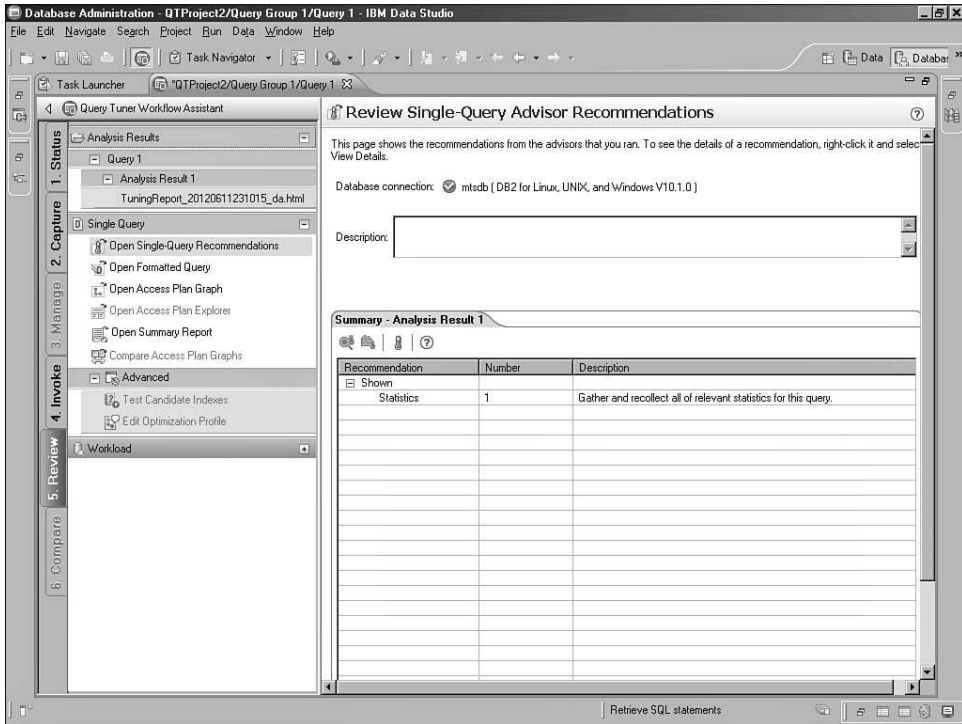 Database Administration - QTProject2/Query Group 1/Query 1 - IBM Data Studio
File Edit Navigate Search Project Run Data Window Help
Task Navigator
Data
Databas
»
Task Launcher
*QTProject2/Query Group 1/Query 1
Query Tuner Workflow Assistant
1. Status
2. Capture
3. Manage
4. Invoke
5. Review
6. Compare
Analysis Results
Query 1
Analysis Result 1
TuningReport_20120611231015_da.html
Single Query
Open Single-Query Recommendations
Open Formatted Query
Open Access Plan Graph
Open Access Plan Explorer
Open Summary Report
Compare Access Plan Graphs
Advanced
Test Candidate Indexes
Edit Optimization Profile
Workload
Review Single-Query Advisor Recommendations
This page shows the recommendations from the advisors that you ran. To see the details of a recommendation, right-click it and selec
View Details.
Database connection: mtsdb ( DB2 for Linux, UNIX, and Windows V10.1.0 )
Description:
Summary - Analysis Result 1
Recommendation Number Description
Shown
Statistics 1 Gather and recollect all of relevant statistics for this query.
Retrieve SQL statements